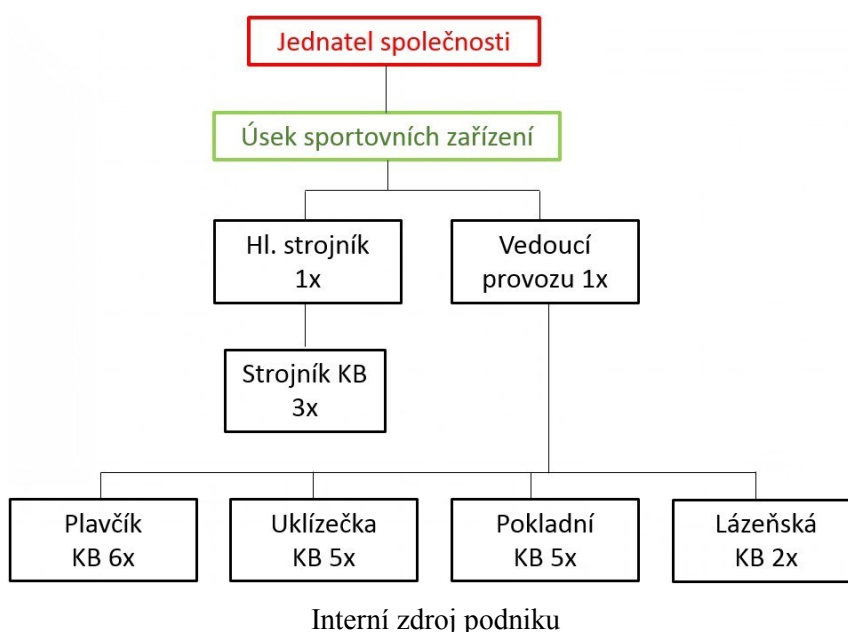 Jednatel společnosti
Úsek sportovních zařízení
Hl. strojník
1x
Vedoucí
provozu 1x
Strojník KB
3x
Plavčík
KB 6x
Uklízečka
KB 5x
Pokladní
KB 5x
Lázeňská
KB 2x
Interní zdroj podniku